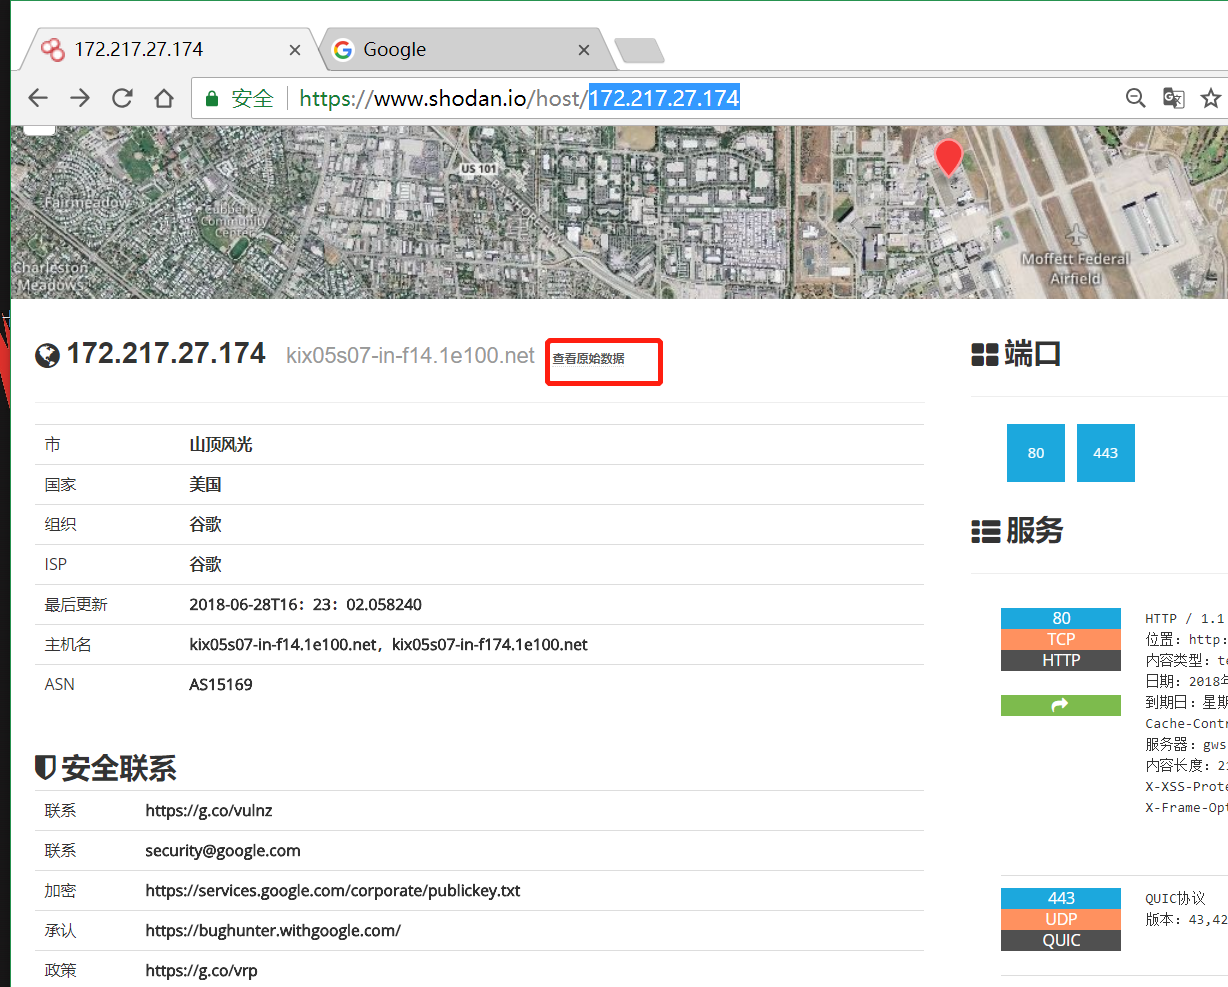 172.217.27.174
Google
安全
https://www.shodan.io/host/172.217.27.174
US 101
Fairmeadow
Cubberley
Community
Center
Charleston
Meadows
Moffett Federal
Airfield
172.217.27.174 kix05s07-in-f14.1e100.net 查看原始数据
市 山顶风光
国家 美国
组织 谷歌
ISP 谷歌
最后更新 2018-06-28T16：23：02.058240
主机名 kix05s07-in-f14.1e100.net，kix05s07-in-f174.1e100.net
ASN AS15169
安全联系
联系 https://g.co/vulnz
联系 security@google.com
加密 https://services.google.com/corporate/publickey.txt
承认 https://bughunter.withgoogle.com/
政策 https://g.co/vrp
端口
80 443
服务
80
TCP
HTTP
HTTP / 1.1
位置：http:
内容类型：te
日期：2018年
到期日：星期
Cache-Contr
服务器：gws
内容长度：21
X-XSS-Prote
X-Frame-Opt
443
UDP
QUIC
QUIC协议
版本：43,42